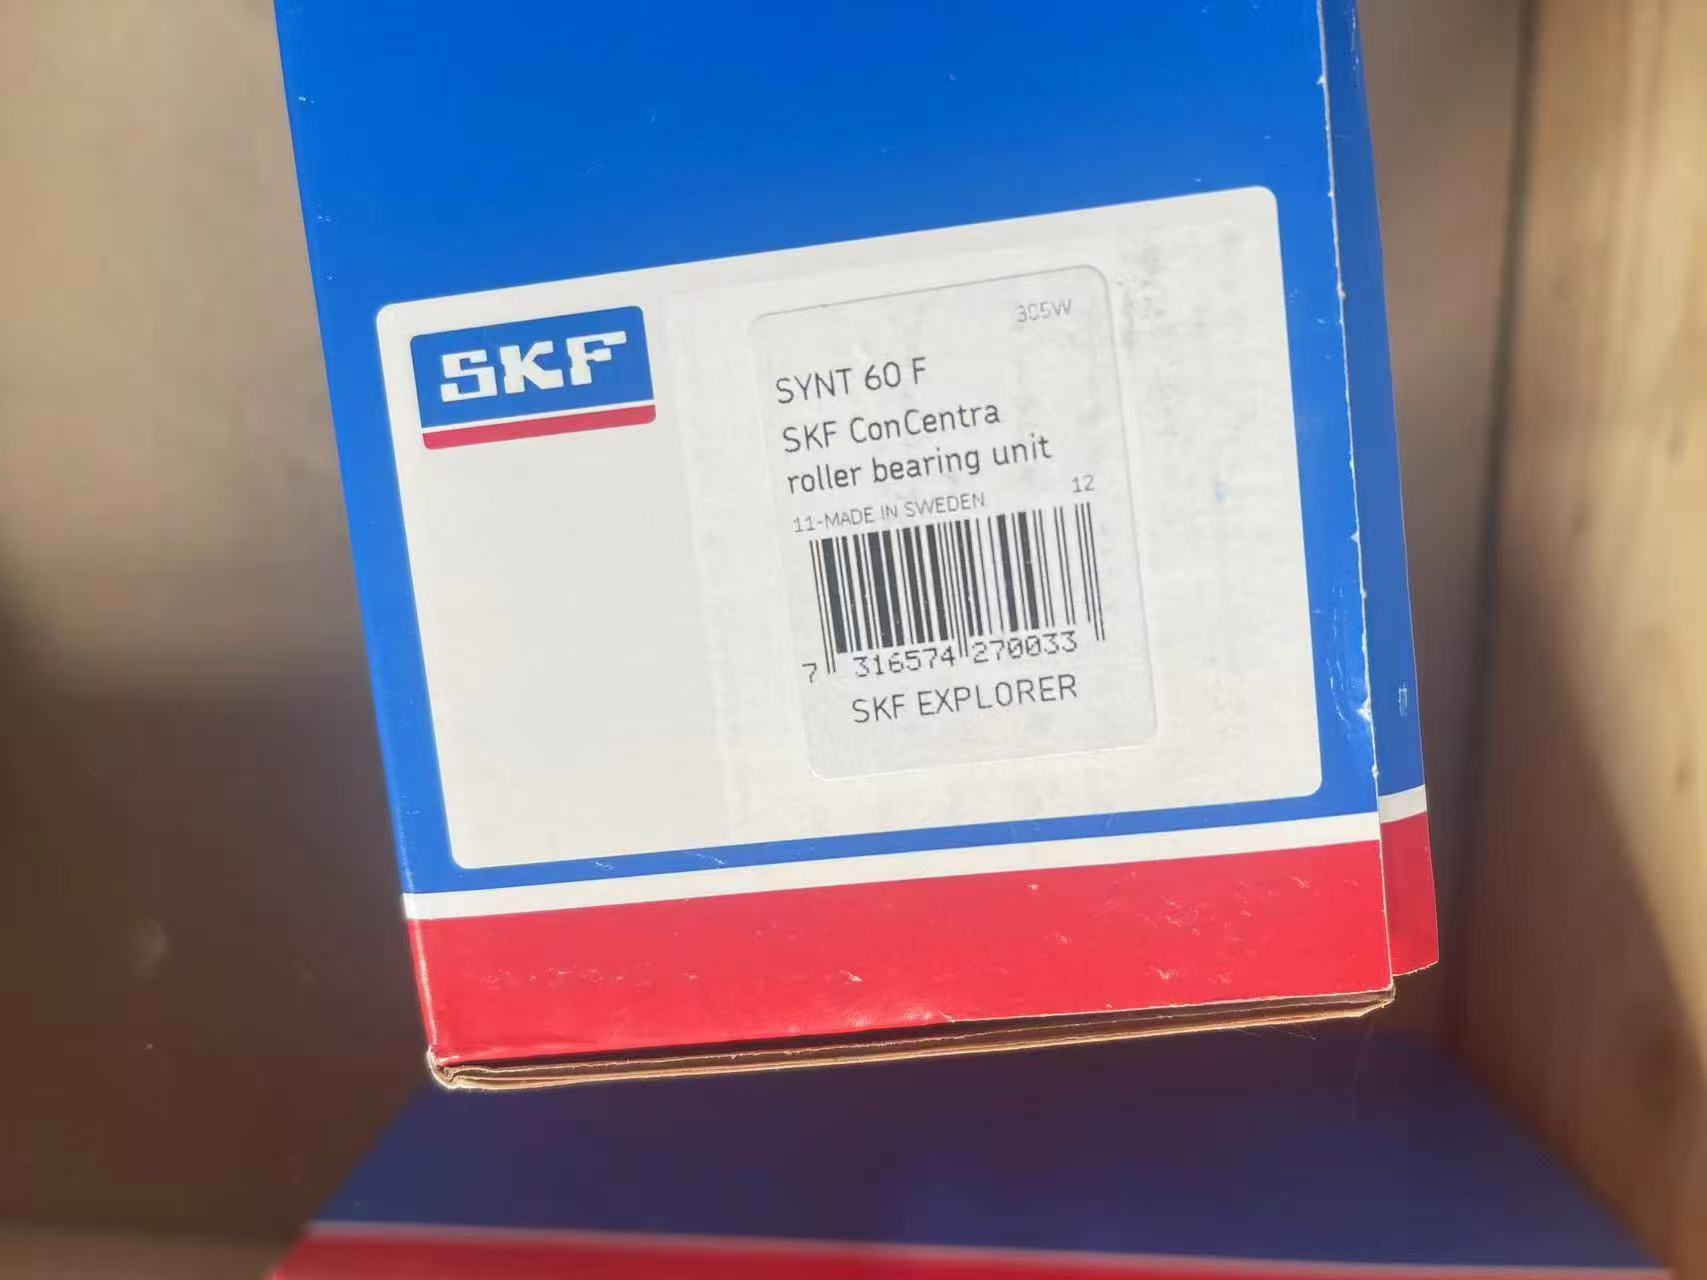 SKF
305W
SYNT 60 F
SKF ConCentra
roller bearing unit
11-MADE IN SWEDEN 12
7 316574 270033
SKF EXPLORER